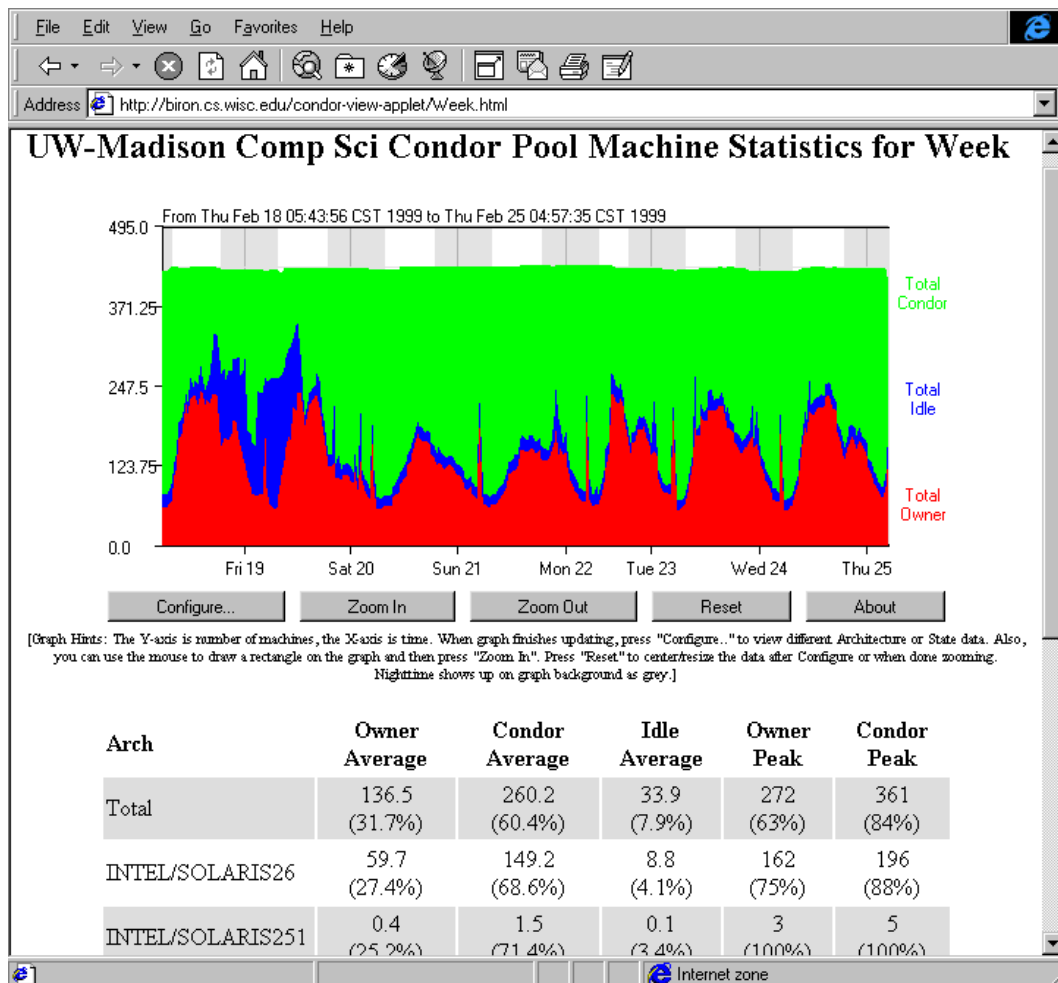 File Edit View Go Favorites Help
Address http://biron.cs.wisc.edu/condor-view-applet/Week.html
UW-Madison Comp Sci Condor Pool Machine Statistics for Week
From Thu Feb 18 05:43:56 CST 1999 to Thu Feb 25 04:57:35 CST 1999
495.0
371.25
247.5
123.75
0.0
Total
Condor
Total
Idle
Total
Owner
Fri 19 Sat 20 Sun 21 Mon 22 Tue 23 Wed 24 Thu 25
Configure... Zoom In Zoom Out Reset About
[Graph Hints: The Y-axis is number of machines, the X-axis is time. When graph finishes updating, press "Configure.." to view different Architecture or State data. Also,
you can use the mouse to draw a rectangle on the graph and then press "Zoom In". Press "Reset" to center/resize the data after Configure or when done zooming.
Nighttime shows up on graph background as grey.]
Arch Owner Average Condor Average Idle Average Owner Peak Condor Peak
Total 136.5 (31.7%) 260.2 (60.4%) 33.9 (7.9%) 272 (63%) 361 (84%)
INTEL/SOLARIS26 59.7 (27.4%) 149.2 (68.6%) 8.8 (4.1%) 162 (75%) 196 (88%)
INTEL/SOLARIS251 0.4 (25.2%) 1.5 (71.4%) 0.1 (3.4%) 3 (100%) 5 (100%)
Internet zone